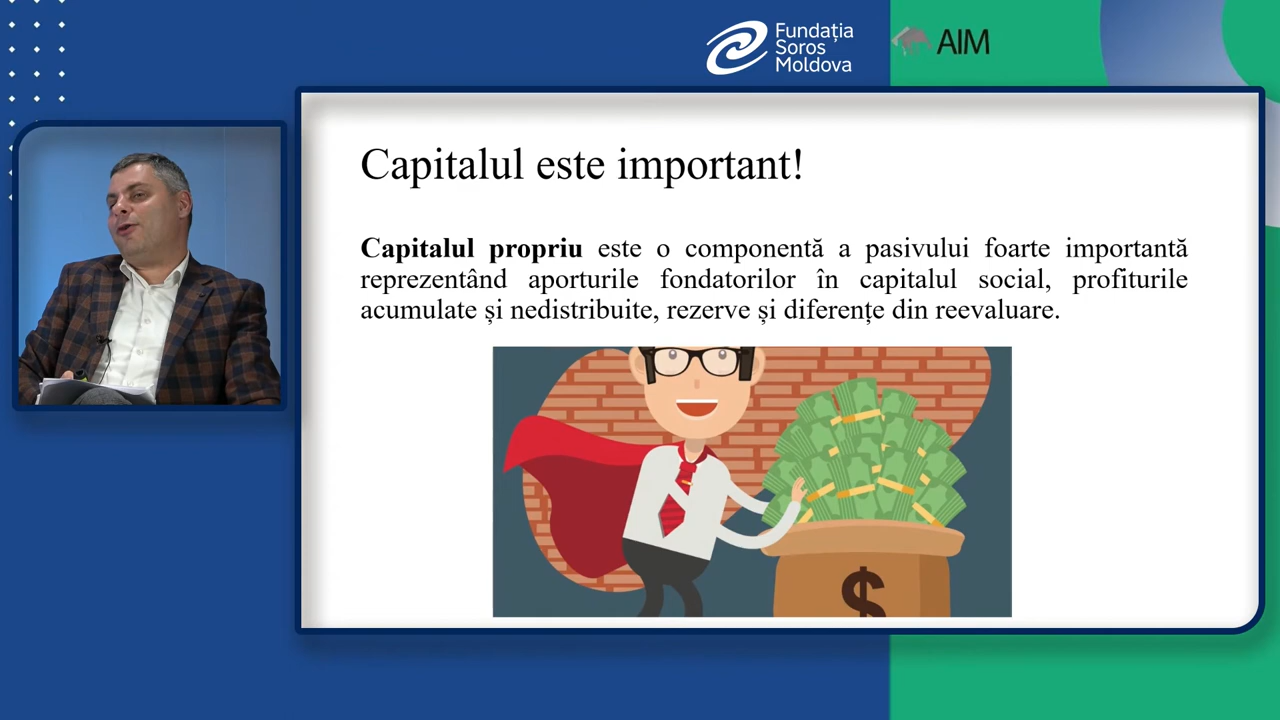 Fundația
Soros
Moldova
AIM
Capitalul este important!
Capitalul propriu este o componentă a pasivului foarte importantă
reprezentând aporturile fondatorilor în capitalul social, profiturile
acumulate și nedistribuite, rezerve și diferențe din reevaluare.
$